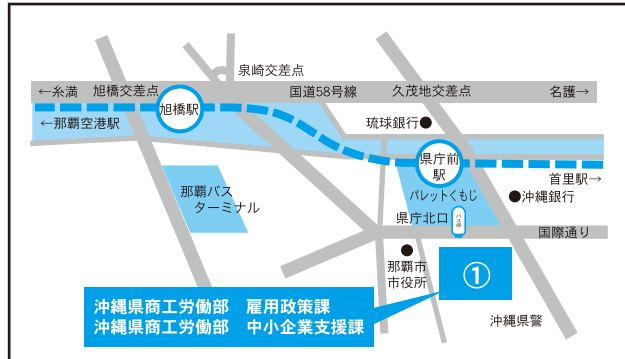 泉崎交差点
←糸満
旭橋交差点
国道58号線
久茂地交差点
名護→
旭橋駅
←那覇空港駅
琉球銀行●
県庁前
駅
首里駅→
那覇バス
ターミナル
パレットくもじ
●沖縄銀行
県庁北口
バス停
国際通り
那覇市
市役所
①
沖縄県商工労働部　雇用政策課
沖縄県商工労働部　中小企業支援課
沖縄県警